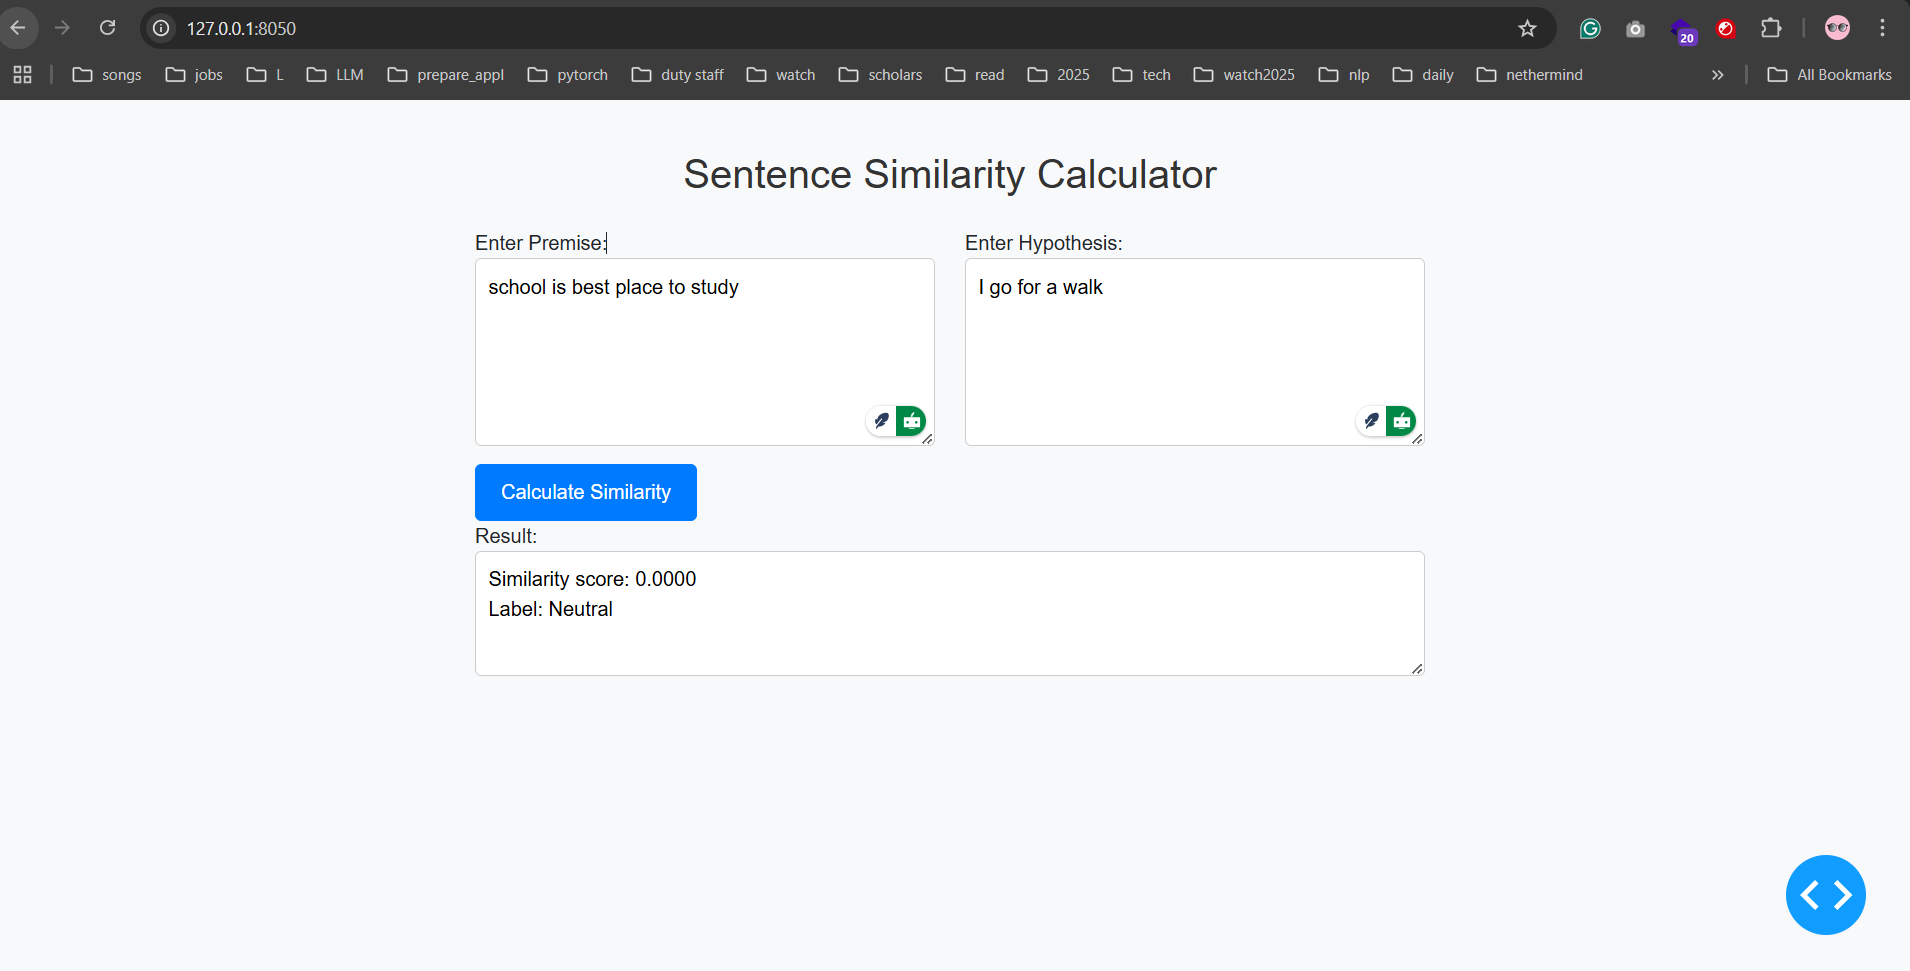 127.0.0.1:8050
20
songs jobs L LLM prepare_appl pytorch duty staff watch scholars read 2025 tech watch2025 nlp daily nethermind » All Bookmarks
Sentence Similarity Calculator
Enter Premise: Enter Hypothesis:
school is best place to study I go for a walk
Calculate Similarity
Result:
Similarity score: 0.0000
Label: Neutral